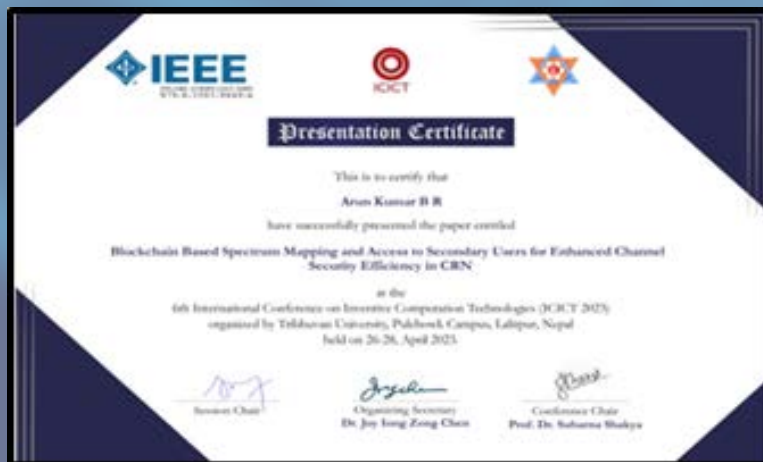 IEEE
ICICT
Presentation Certificate
This is to certify that
Arun Kumar B R
have successfully presented the paper entitled
Blockchain Based Spectrum Mapping and Access to Secondary Users for Enhanced Channel
Security Efficiency in CRN
at the
6th International Conference on Inventive Computation Technologies (ICICT 2023)
organized by Tribhuvan University, Pulchowk Campus, Lalitpur, Nepal
held on 26-28, April 2023.
Session Chair
Organizing Secretary
Dr. Joy Iong Zong Chen
Conference Chair
Prof. Dr. Subarna Shakya